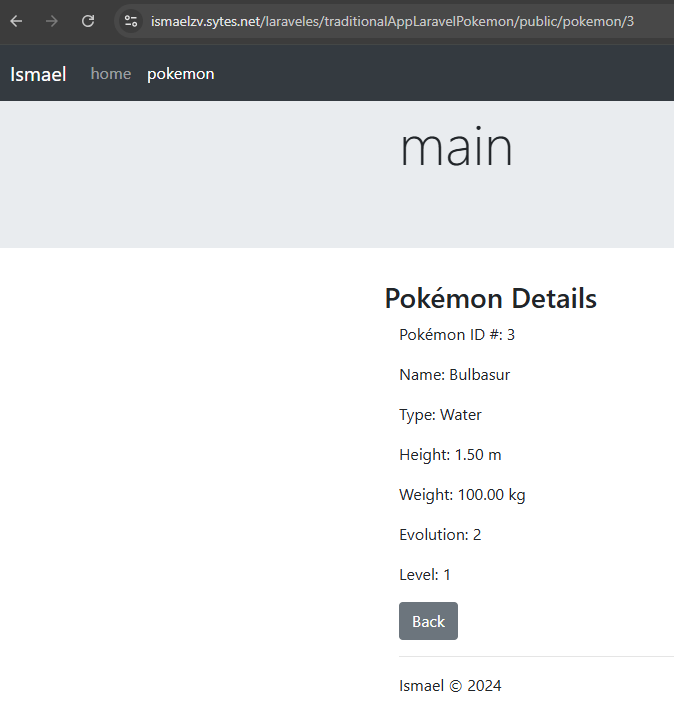 ismaelzv.sytes.net/laraveles/traditionalAppLaravelPokemon/public/pokemon/3
Ismael home pokemon
main
Pokémon Details
Pokémon ID #: 3
Name: Bulbasur
Type: Water
Height: 1.50 m
Weight: 100.00 kg
Evolution: 2
Level: 1
Back
Ismael © 2024